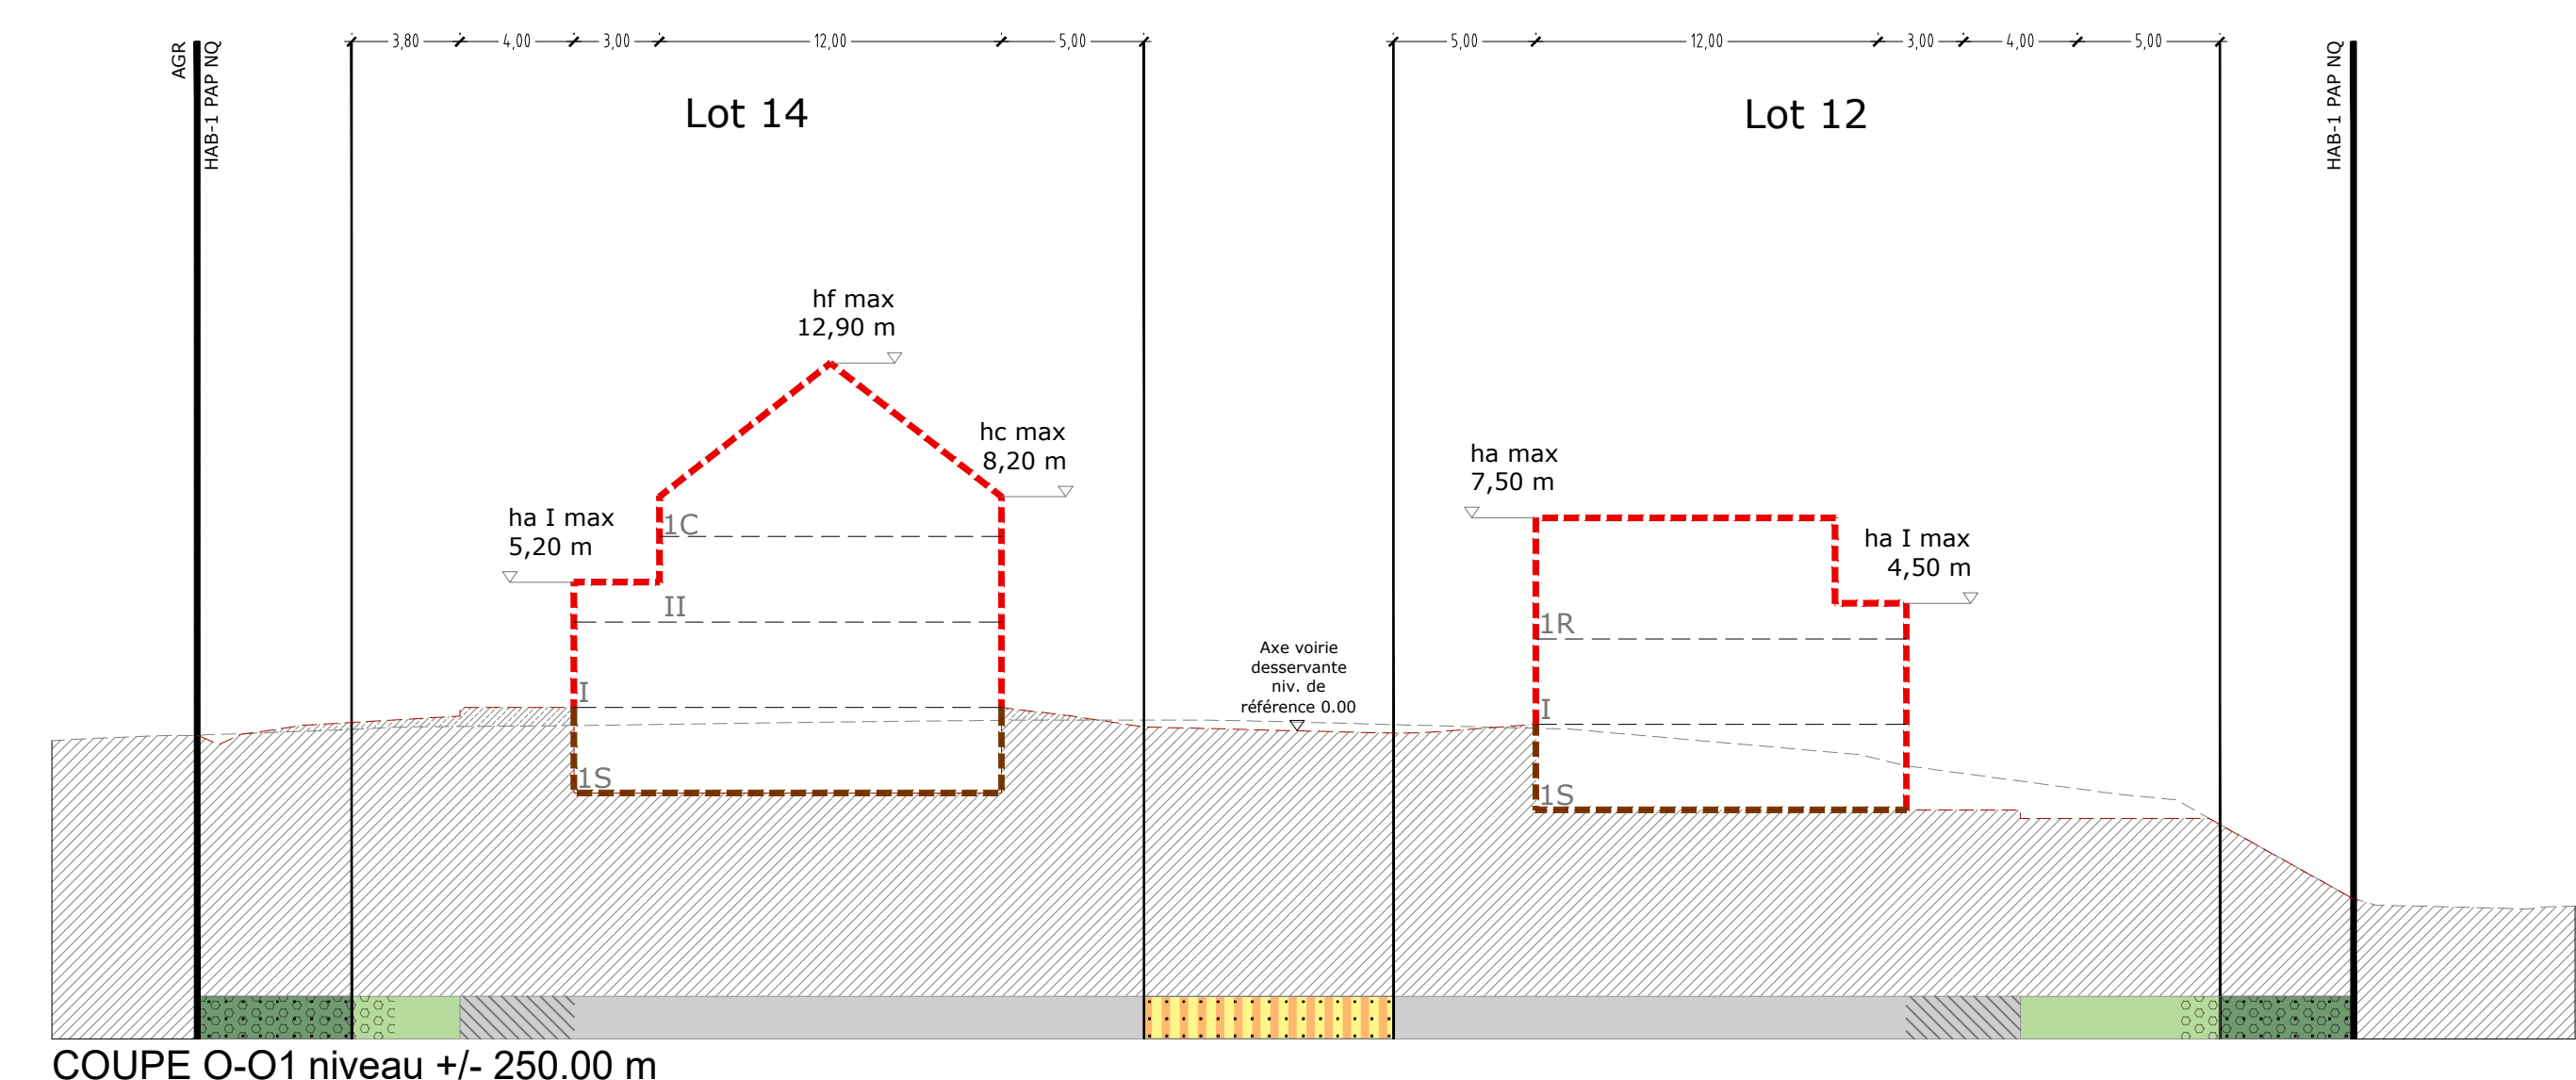 AGR
HAB-1 PAP NQ
3,80
4,00
3,00
12,00
5,00
5,00
12,00
3,00
4,00
5,00
HAB-1 PAP NQ
Lot 14
Lot 12
hf max
12,90 m
hc max
8,20 m
ha I max
5,20 m
1C
II
I
1S
Axe voirie
desservante
niv. de
référence 0.00
ha max
7,50 m
ha I max
4,50 m
1R
I
1S
COUPE O-O1 niveau +/- 250.00 m